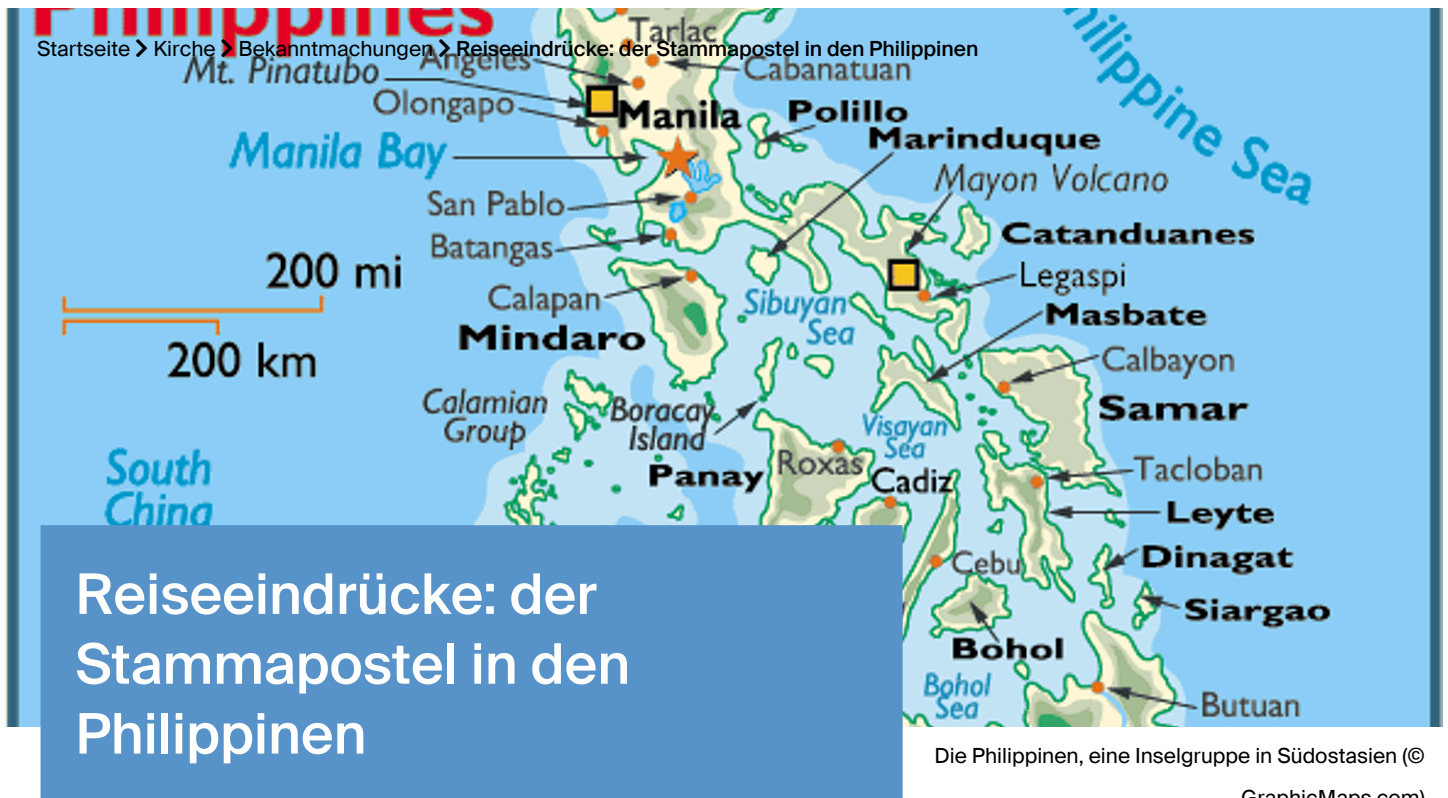 Philippines
Startseite > Kirche > Bekanntmachungen > Reiseeindrücke: der Stammapostel in den Philippinen
Tarlac
Mt. Pinatubo
Angeles
Cabanatuan
Olongapo
Manila
Polillo
Philippine Sea
Manila Bay
Marinduque
Mayon Volcano
San Pablo
Batangas
Catanduanes
200 mi
Legaspi
Calapan
Sibuyan
Sea
Masbate
Mindaro
200 km
Calbayon
Calamian
Group
Boracay
Island
Samar
Visayan
Sea
South
China
Panay
Roxas
Cadiz
Tacloban
Leyte
Dinagat
Cebu
Siargao
Bohol
Bohol
Sea
Butuan
Reiseeindrücke: der
Stammapostel in den
Philippinen
Die Philippinen, eine Inselgruppe in Südostasien (©
GraphicMaps.com)